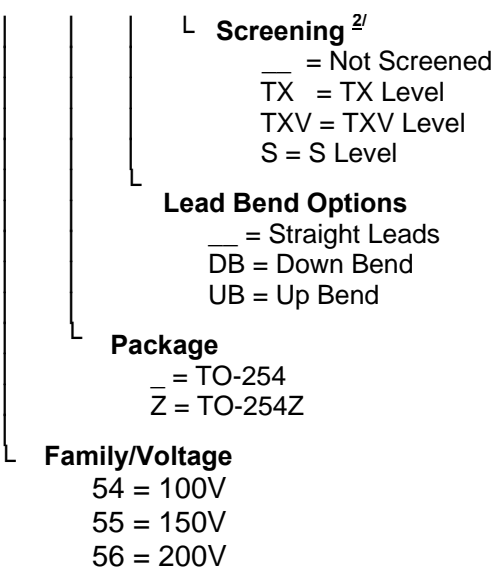 Screening 2/
__ = Not Screened
TX = TX Level
TXV = TXV Level
S = S Level
Lead Bend Options
__ = Straight Leads
DB = Down Bend
UB = Up Bend
Package
_ = TO-254
Z = TO-254Z
Family/Voltage
54 = 100V
55 = 150V
56 = 200V